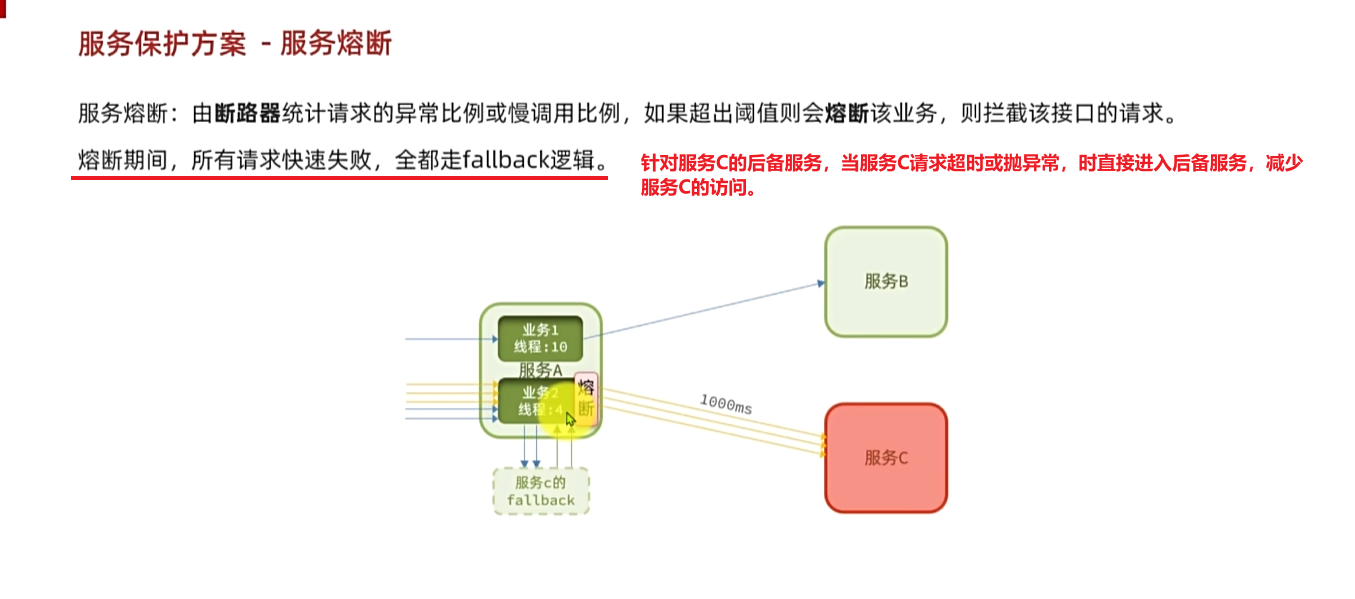 服务保护方案 - 服务熔断
服务熔断：由断路器统计请求的异常比例或慢调用比例，如果超出阈值则会熔断该业务，则拦截该接口的请求。
熔断期间，所有请求快速失败，全都走fallback逻辑。
针对服务C的后备服务，当服务C请求超时或抛异常，时直接进入后备服务，减少
服务C的访问。
服务B
业务1
线程:10
服务A
业务2
线程:4
熔
断
1000ms
服务C
服务c的
fallback